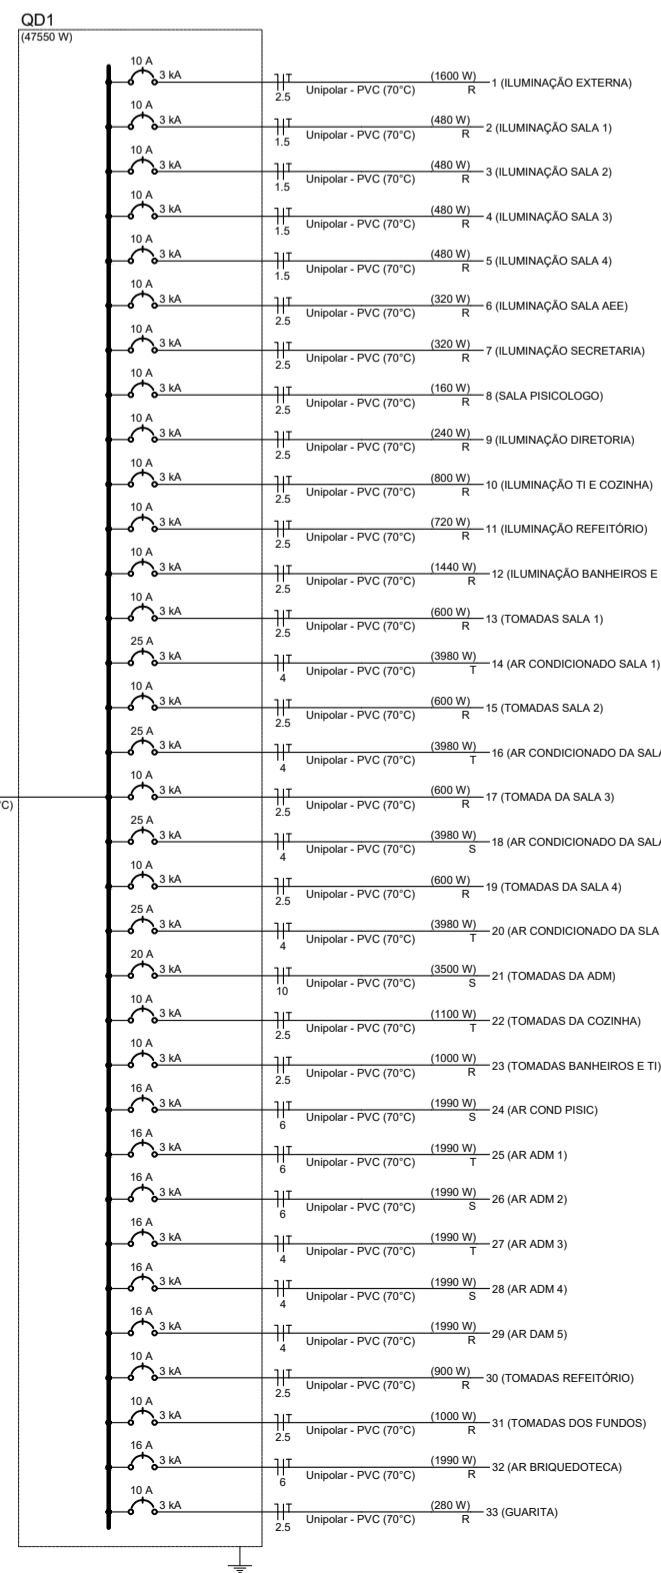 QD1
(47550 W)
10 A
3 kA
T
2.5
Unipolar - PVC (70°C)
(1600 W)
R
1 (ILUMINAÇÃO EXTERNA)
10 A
3 kA
T
1.5
Unipolar - PVC (70°C)
(480 W)
R
2 (ILUMINAÇÃO SALA 1)
10 A
3 kA
T
1.5
Unipolar - PVC (70°C)
(480 W)
R
3 (ILUMINAÇÃO SALA 2)
10 A
3 kA
T
1.5
Unipolar - PVC (70°C)
(480 W)
R
4 (ILUMINAÇÃO SALA 3)
10 A
3 kA
T
1.5
Unipolar - PVC (70°C)
(480 W)
R
5 (ILUMINAÇÃO SALA 4)
10 A
3 kA
T
2.5
Unipolar - PVC (70°C)
(320 W)
R
6 (ILUMINAÇÃO SALA AEE)
10 A
3 kA
T
2.5
Unipolar - PVC (70°C)
(320 W)
R
7 (ILUMINAÇÃO SECRETARIA)
10 A
3 kA
T
2.5
Unipolar - PVC (70°C)
(160 W)
R
8 (SALA PISICOLOGO)
10 A
3 kA
T
2.5
Unipolar - PVC (70°C)
(240 W)
R
9 (ILUMINAÇÃO DIRETORIA)
10 A
3 kA
T
2.5
Unipolar - PVC (70°C)
(800 W)
R
10 (ILUMINAÇÃO TI E COZINHA)
10 A
3 kA
T
2.5
Unipolar - PVC (70°C)
(720 W)
R
11 (ILUMINAÇÃO REFEITÓRIO)
10 A
3 kA
T
2.5
Unipolar - PVC (70°C)
(1440 W)
R
12 (ILUMINAÇÃO BANHEIROS E
10 A
3 kA
T
2.5
Unipolar - PVC (70°C)
(600 W)
R
13 (TOMADAS SALA 1)
25 A
3 kA
T
4
Unipolar - PVC (70°C)
(3980 W)
T
14 (AR CONDICIONADO SALA 1)
10 A
3 kA
T
2.5
Unipolar - PVC (70°C)
(600 W)
R
15 (TOMADAS SALA 2)
25 A
3 kA
T
4
Unipolar - PVC (70°C)
(3980 W)
T
16 (AR CONDICIONADO DA SALA
°C)
10 A
3 kA
T
2.5
Unipolar - PVC (70°C)
(600 W)
R
17 (TOMADA DA SALA 3)
25 A
3 kA
T
4
Unipolar - PVC (70°C)
(3980 W)
S
18 (AR CONDICIONADO DA SALA
10 A
3 kA
T
2.5
Unipolar - PVC (70°C)
(600 W)
R
19 (TOMADAS DA SALA 4)
25 A
3 kA
T
4
Unipolar - PVC (70°C)
(3980 W)
T
20 (AR CONDICIONADO DA SLA
20 A
3 kA
T
10
Unipolar - PVC (70°C)
(3500 W)
S
21 (TOMADAS DA ADM)
10 A
3 kA
T
2.5
Unipolar - PVC (70°C)
(1100 W)
T
22 (TOMADAS DA COZINHA)
10 A
3 kA
T
2.5
Unipolar - PVC (70°C)
(1000 W)
R
23 (TOMADAS BANHEIROS E TI)
16 A
3 kA
T
6
Unipolar - PVC (70°C)
(1990 W)
S
24 (AR COND PISIC)
16 A
3 kA
T
6
Unipolar - PVC (70°C)
(1990 W)
T
25 (AR ADM 1)
16 A
3 kA
T
6
Unipolar - PVC (70°C)
(1990 W)
S
26 (AR ADM 2)
16 A
3 kA
T
4
Unipolar - PVC (70°C)
(1990 W)
T
27 (AR ADM 3)
16 A
3 kA
T
4
Unipolar - PVC (70°C)
(1990 W)
S
28 (AR ADM 4)
16 A
3 kA
T
4
Unipolar - PVC (70°C)
(1990 W)
R
29 (AR DAM 5)
10 A
3 kA
T
2.5
Unipolar - PVC (70°C)
(900 W)
R
30 (TOMADAS REFEITÓRIO)
10 A
3 kA
T
2.5
Unipolar - PVC (70°C)
(1000 W)
R
31 (TOMADAS DOS FUNDOS)
16 A
3 kA
T
6
Unipolar - PVC (70°C)
(1990 W)
R
32 (AR BRIQUEDOTECA)
10 A
3 kA
T
2.5
Unipolar - PVC (70°C)
(280 W)
R
33 (GUARITA)